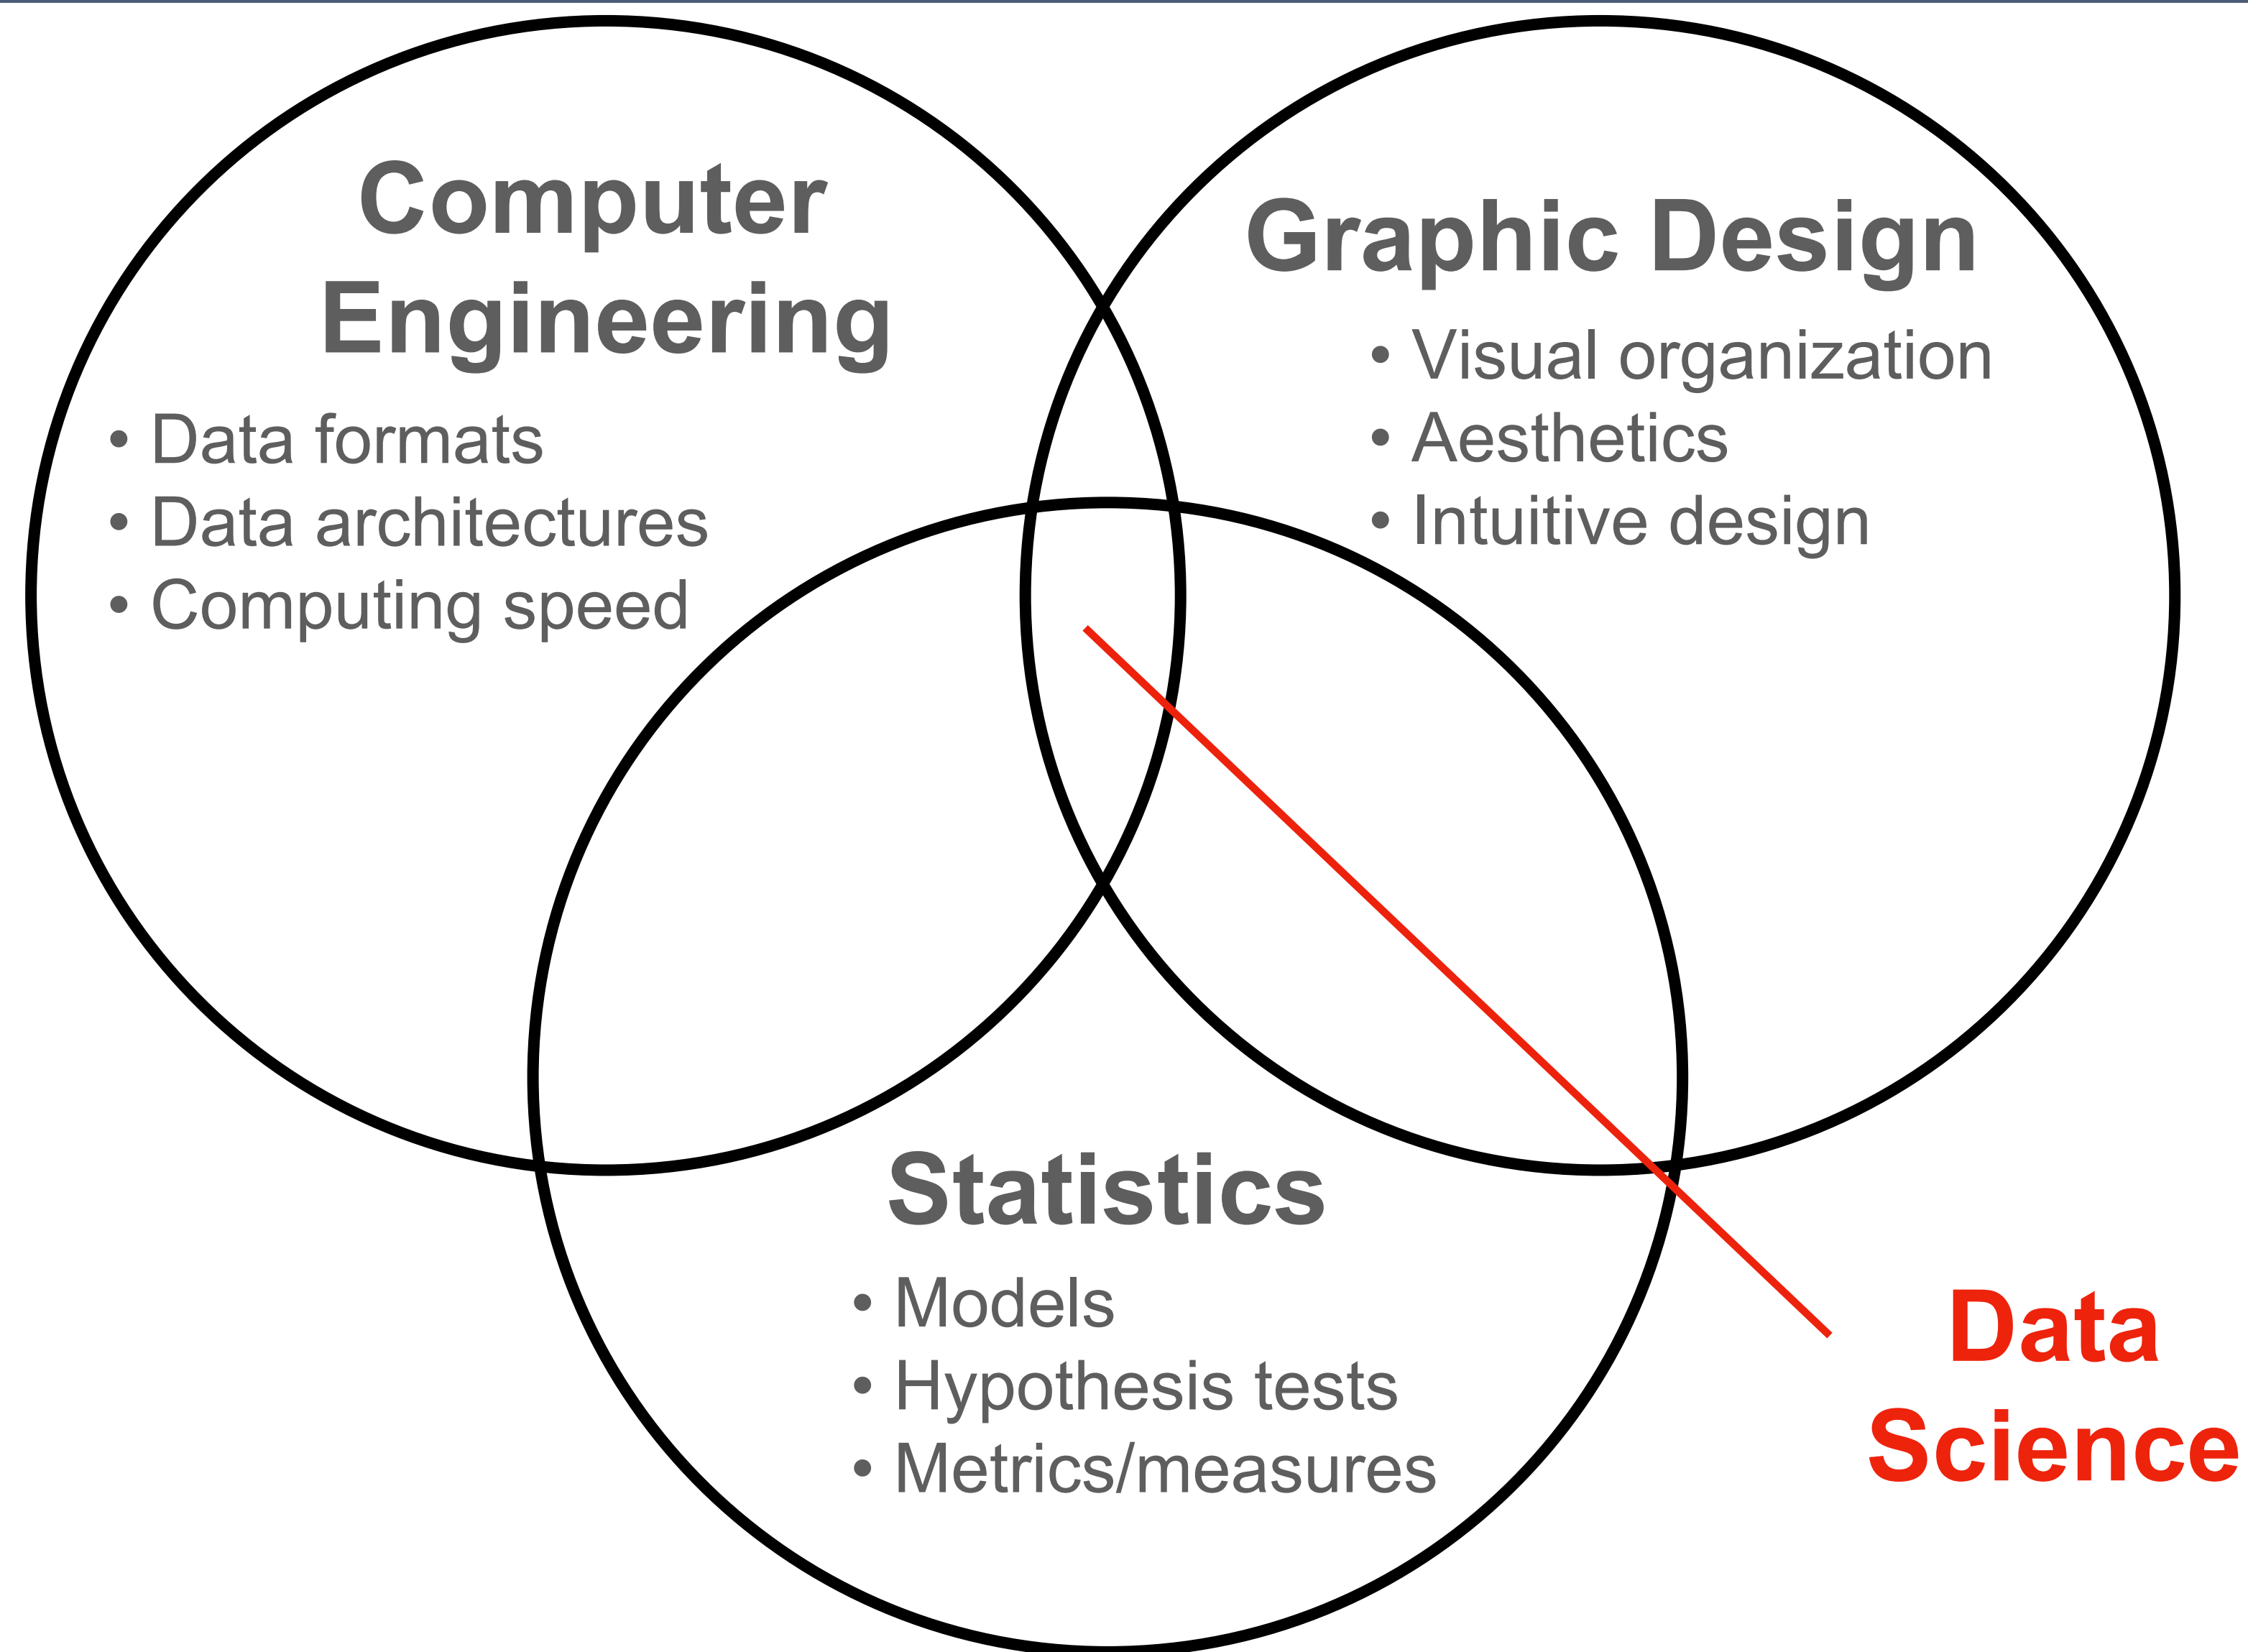 Computer
Engineering
• Data formats
• Data architectures
• Computing speed
Graphic Design
• Visual organization
• Aesthetics
• Intuitive design
Statistics
• Models
• Hypothesis tests
• Metrics/measures
Data
Science